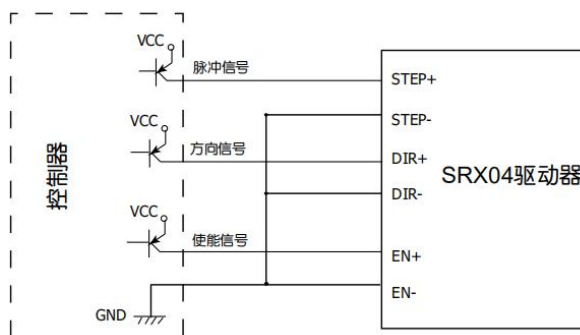 VCC
脉冲信号
STEP+
STEP-
VCC
方向信号
DIR+
控制器
SRX04驱动器
DIR-
VCC
使能信号
EN+
EN-
GND